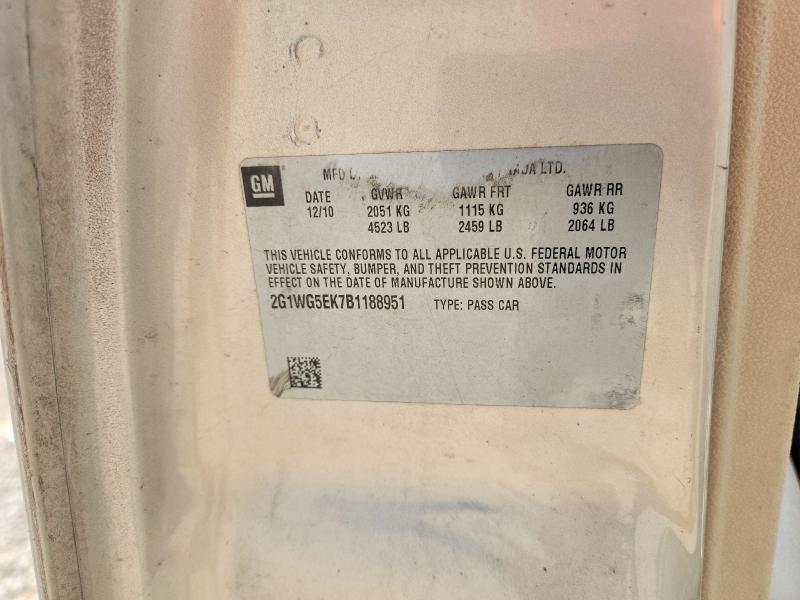 GM
MFD LTD.
DATE GVWR GAWR FRT GAWR RR
12/10 2051 KG 1115 KG 936 KG
4523 LB 2459 LB 2064 LB
THIS VEHICLE CONFORMS TO ALL APPLICABLE U.S. FEDERAL MOTOR
VEHICLE SAFETY, BUMPER, AND THEFT PREVENTION STANDARDS IN
EFFECT ON THE DATE OF MANUFACTURE SHOWN ABOVE.
2G1WG5EK7B1188951 TYPE: PASS CAR